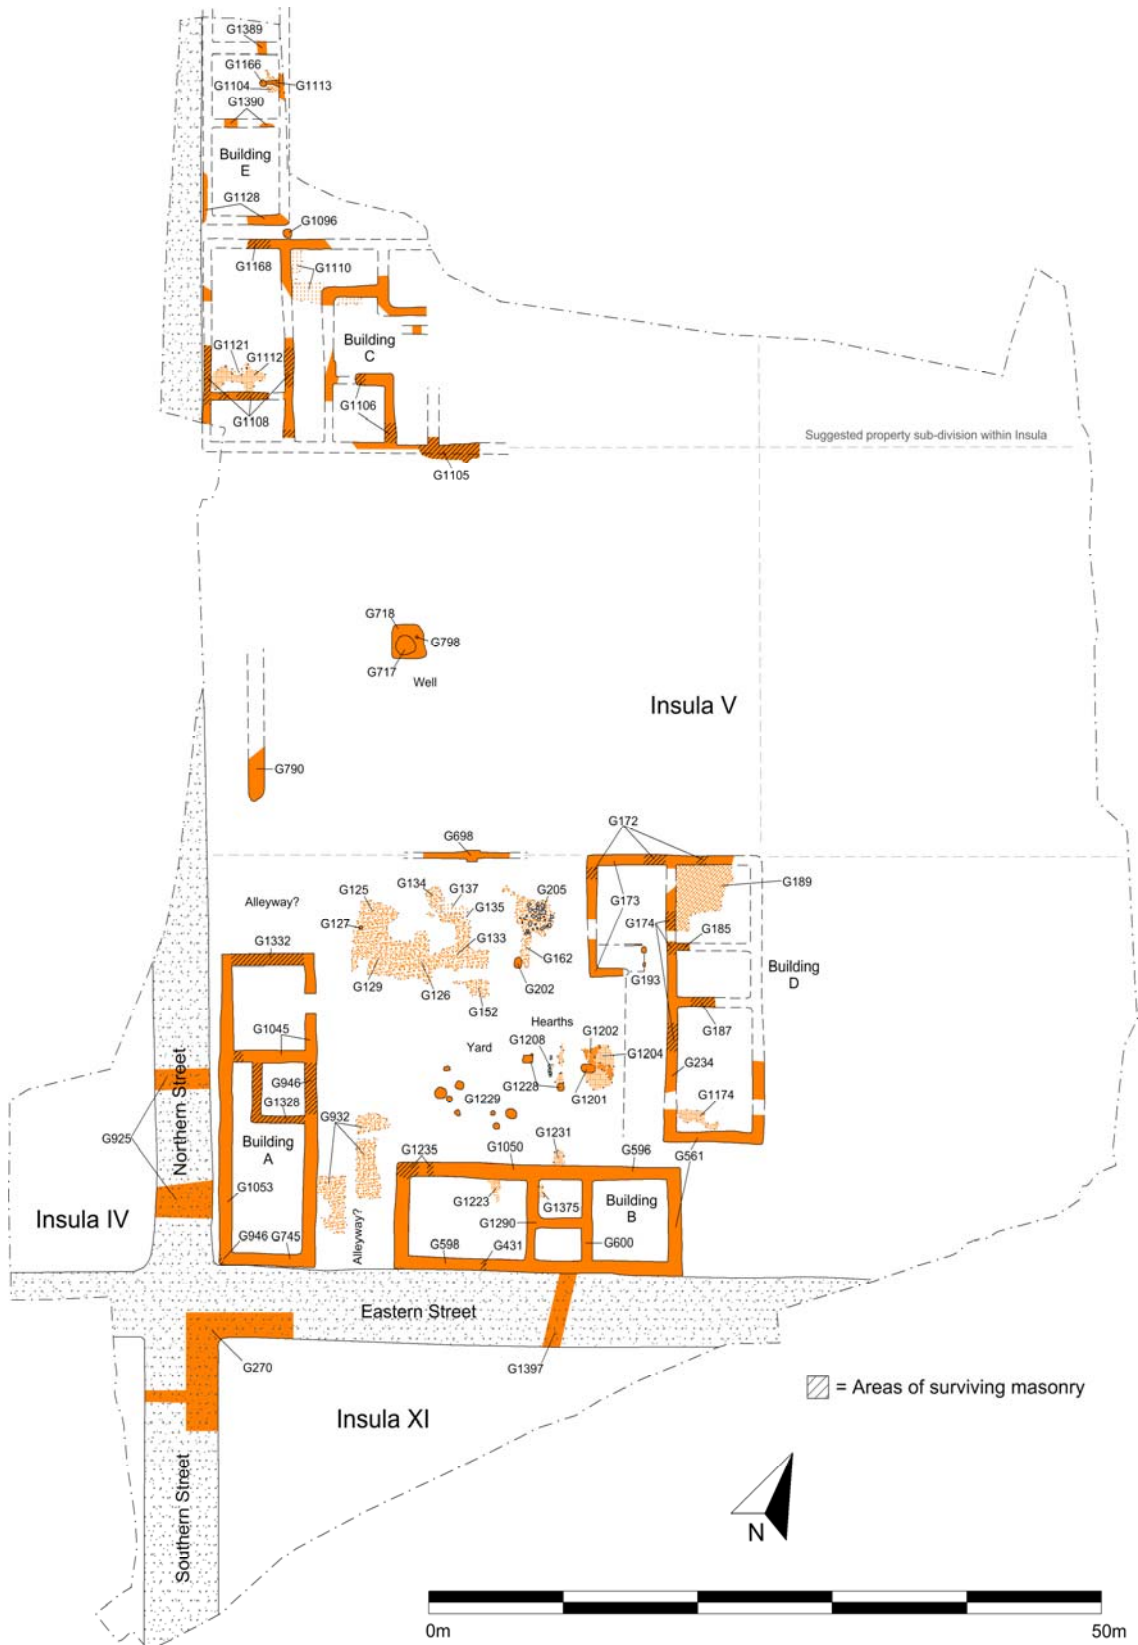 G1389
G1166
G1104
G1113
G1390
Building
E
G1128
G1096
G1168
G1110
Building
C
G1121
G1112
G1106
G1108
Suggested property sub-division within Insula
G1105
G718
G798
G717
Well
Insula V
G790
G698
G172
G134
G137
G205
G189
G125
G135
G173
Alleyway?
G127
G174
G185
G133
G1332
G162
Building
D
G193
G129
G126
G202
G152
G187
Hearths
G1202
G1208
G1045
Yard
G1204
G234
G946
G1228
G1201
G1174
G1328
G932
G1229
Northern Street
G925
G1231
G1235
G1050
G596
G561
Building
A
G1053
Building
B
G1223
G1375
Insula IV
G1290
G946
G745
Alleyway?
G598
G431
G600
Eastern Street
G270
G1397
= Areas of surviving masonry
Insula XI
Southern Street
N
0m
50m